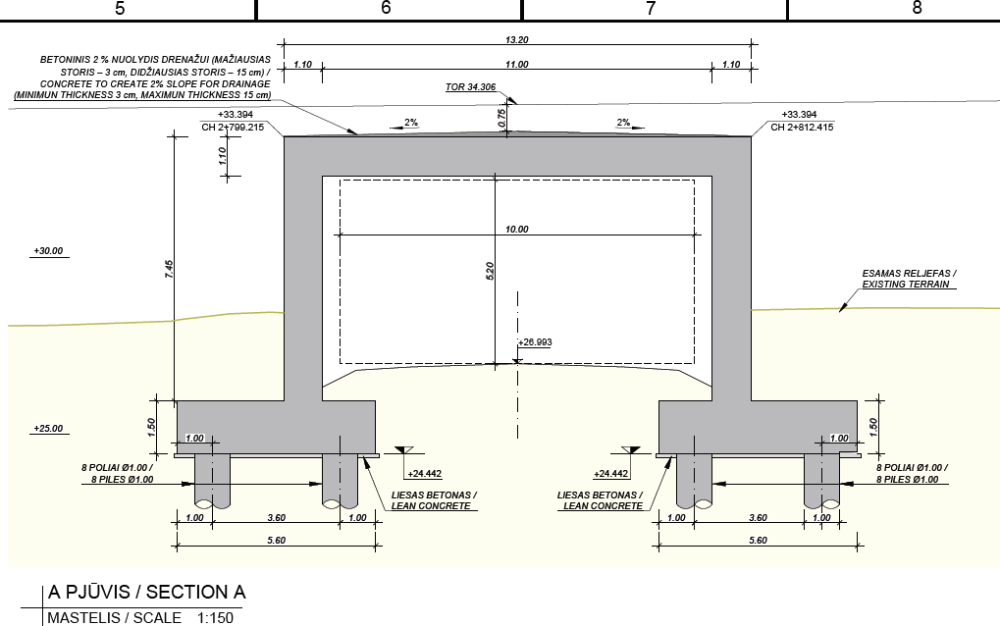 5 6 7 8
13.20
BETONINIS 2 % NUOLYDIS DRENAŽUI (MAŽIAUSIAS
STORIS – 3 cm, DIDŽIAUSIAS STORIS – 15 cm) /
CONCRETE TO CREATE 2% SLOPE FOR DRAINAGE
(MINIMUN THICKNESS 3 cm, MAXIMUN THICKNESS 15 cm)
1.10 11.00 1.10
TOR 34.306
+33.394
CH 2+799.215
2%
0.75
2%
+33.394
CH 2+812.415
1.10
7.45
10.00
5.20
+30.00
ESAMAS RELJEFAS /
EXISTING TERRAIN
+26.993
+25.00
1.50
1.00
1.00
1.50
8 POLIAI Ø1.00 /
8 PILES Ø1.00
+24.442
+24.442
8 POLIAI Ø1.00 /
8 PILES Ø1.00
LIESAS BETONAS /
LEAN CONCRETE
LIESAS BETONAS /
LEAN CONCRETE
1.00 3.60 1.00
1.00 3.60 1.00
5.60
5.60
A PJŪVIS / SECTION A
MASTELIS / SCALE 1:150